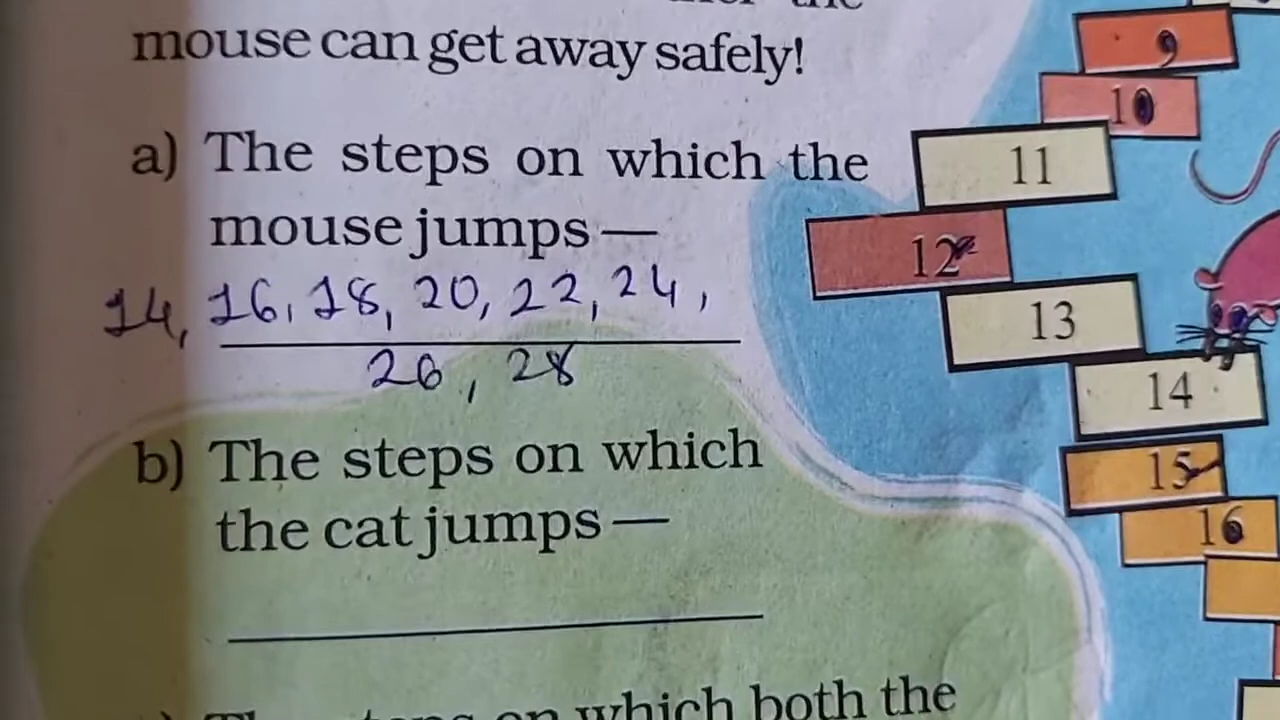 the
mouse can get away safely!
a) The steps on which the
mouse jumps —
14, 16, 18, 20, 22, 24,
26, 28
b) The steps on which
the cat jumps —
which both the
9
10
11
12
13
14
15
16